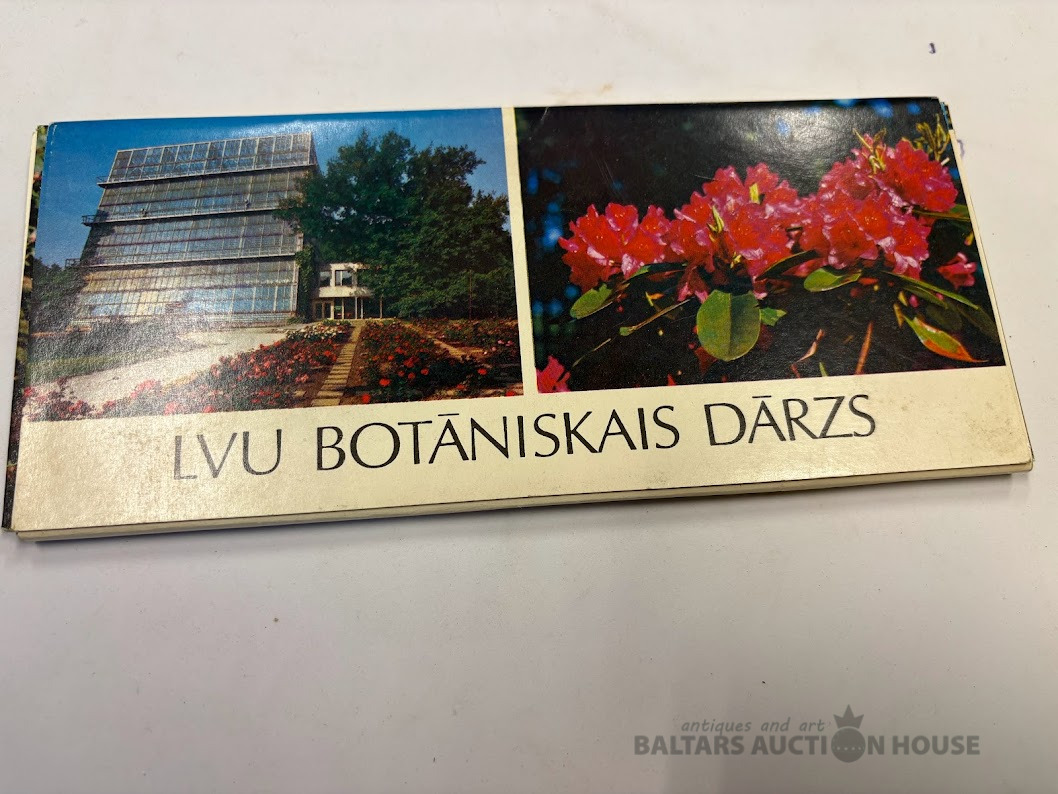 LVU BOTĀNISKAIS DĀRZS
antiques and art
BALTARS AUCTION HOUSE